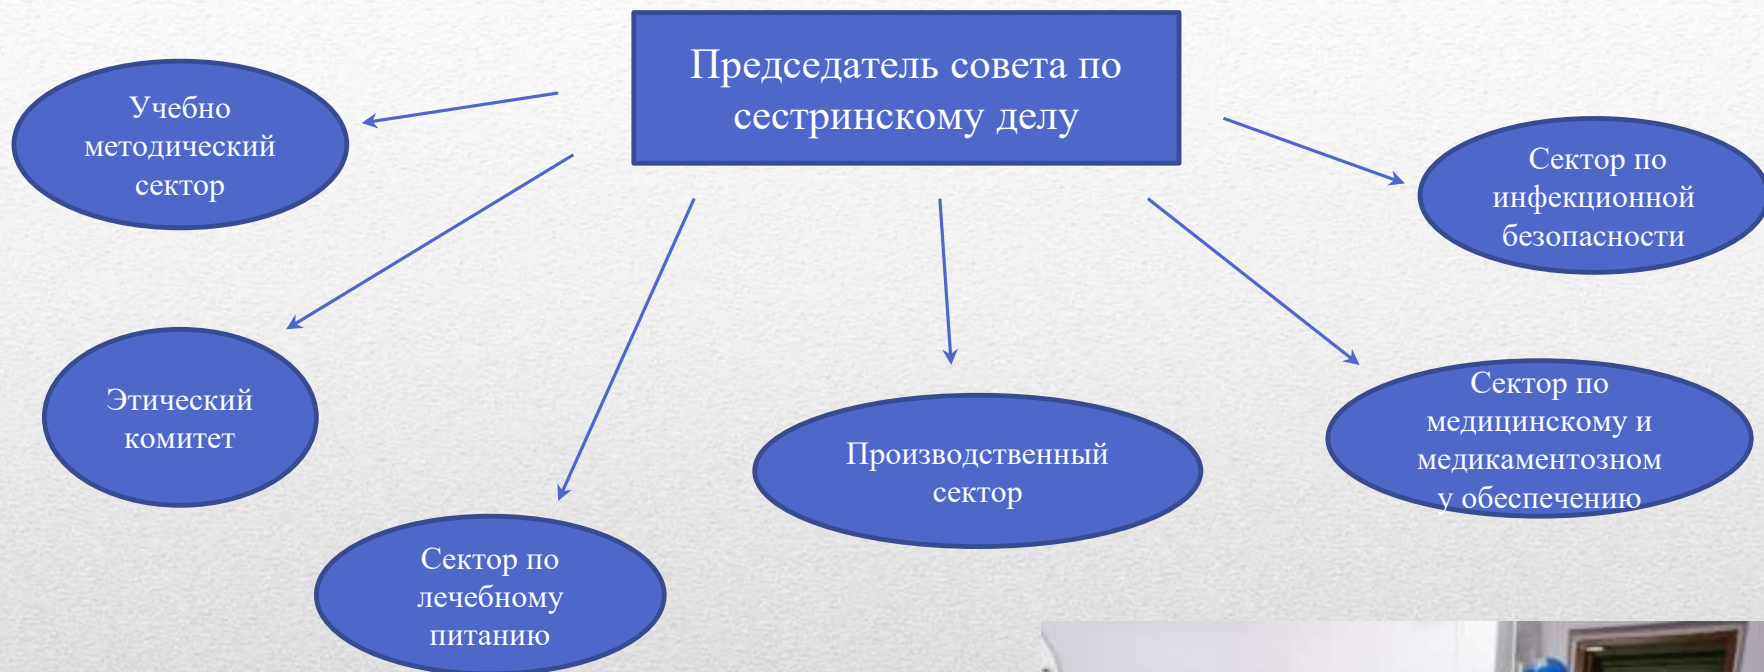 Председатель совета по
сестринскому делу
Учебно
методический
сектор
Сектор по
инфекционной
безопасности
Этический
комитет
Сектор по
медицинскому и
медикаментозном
у обеспечению
Производственный
сектор
Сектор по
лечебному
питанию